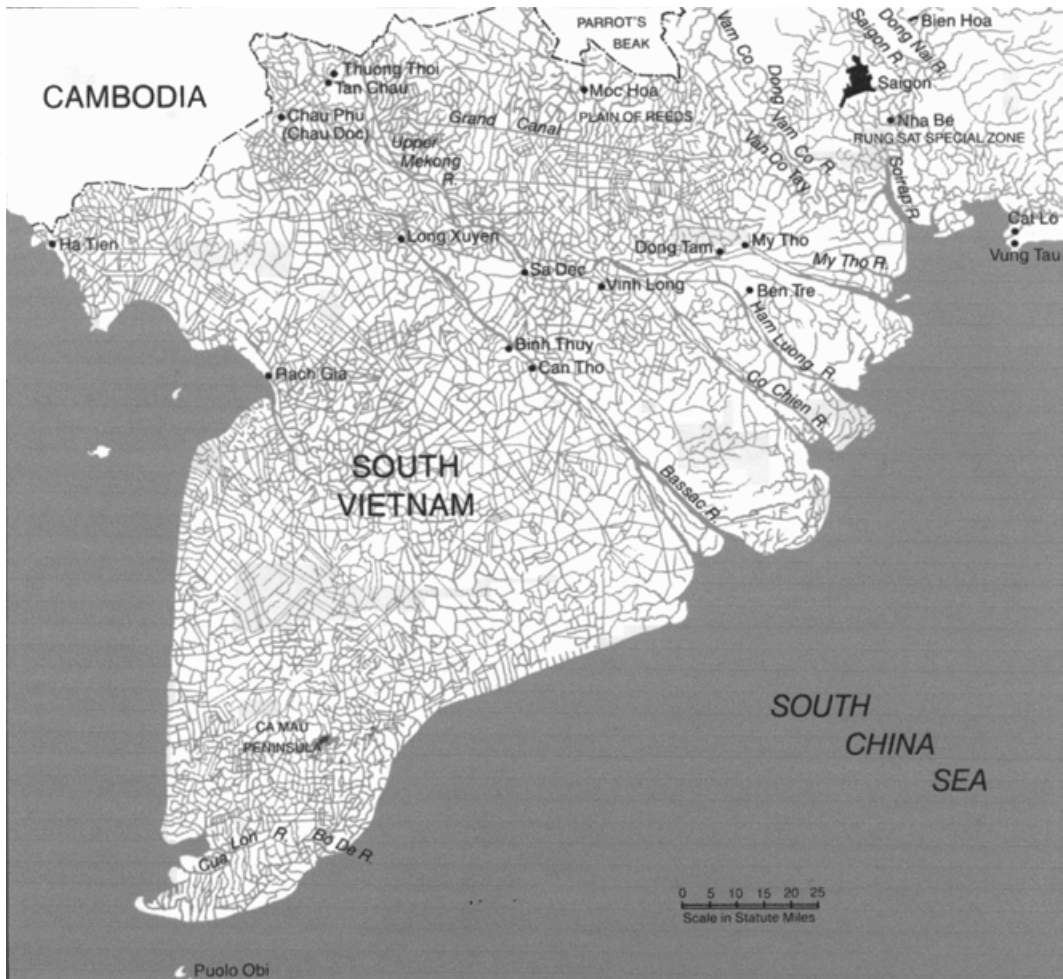 PARROT'S
BEAK
Vam Co
Dong Vam Co R.
Saigon R.
Dong Nai R.
Bien Hoa
CAMBODIA
Thuong Thoi
Tan Chau
Moc Hoa
PLAIN OF REEDS
Saigon
Chau Phu
(Chau Doc)
Grand Canal
Nha Be
RUNG SAT SPECIAL ZONE
Upper
Mekong
R.
Van Co Tay
Soirap R.
Cat Lo
Vung Tau
Ha Tien
Long Xuyen
Dong Tam
My Tho
My Tho R.
Sa Dec
Vinh Long
Ben Tre
Ham Luong R.
Binh Thuy
Can Tho
Rach Gia
Co Chien R.
SOUTH
VIETNAM
Bassac R.
SOUTH
CHINA
SEA
CA MAU
PENINSULA
Cua Lon R.
Bo De R.
0 5 10 15 20 25
Scale in Statute Miles
Puolo Obi